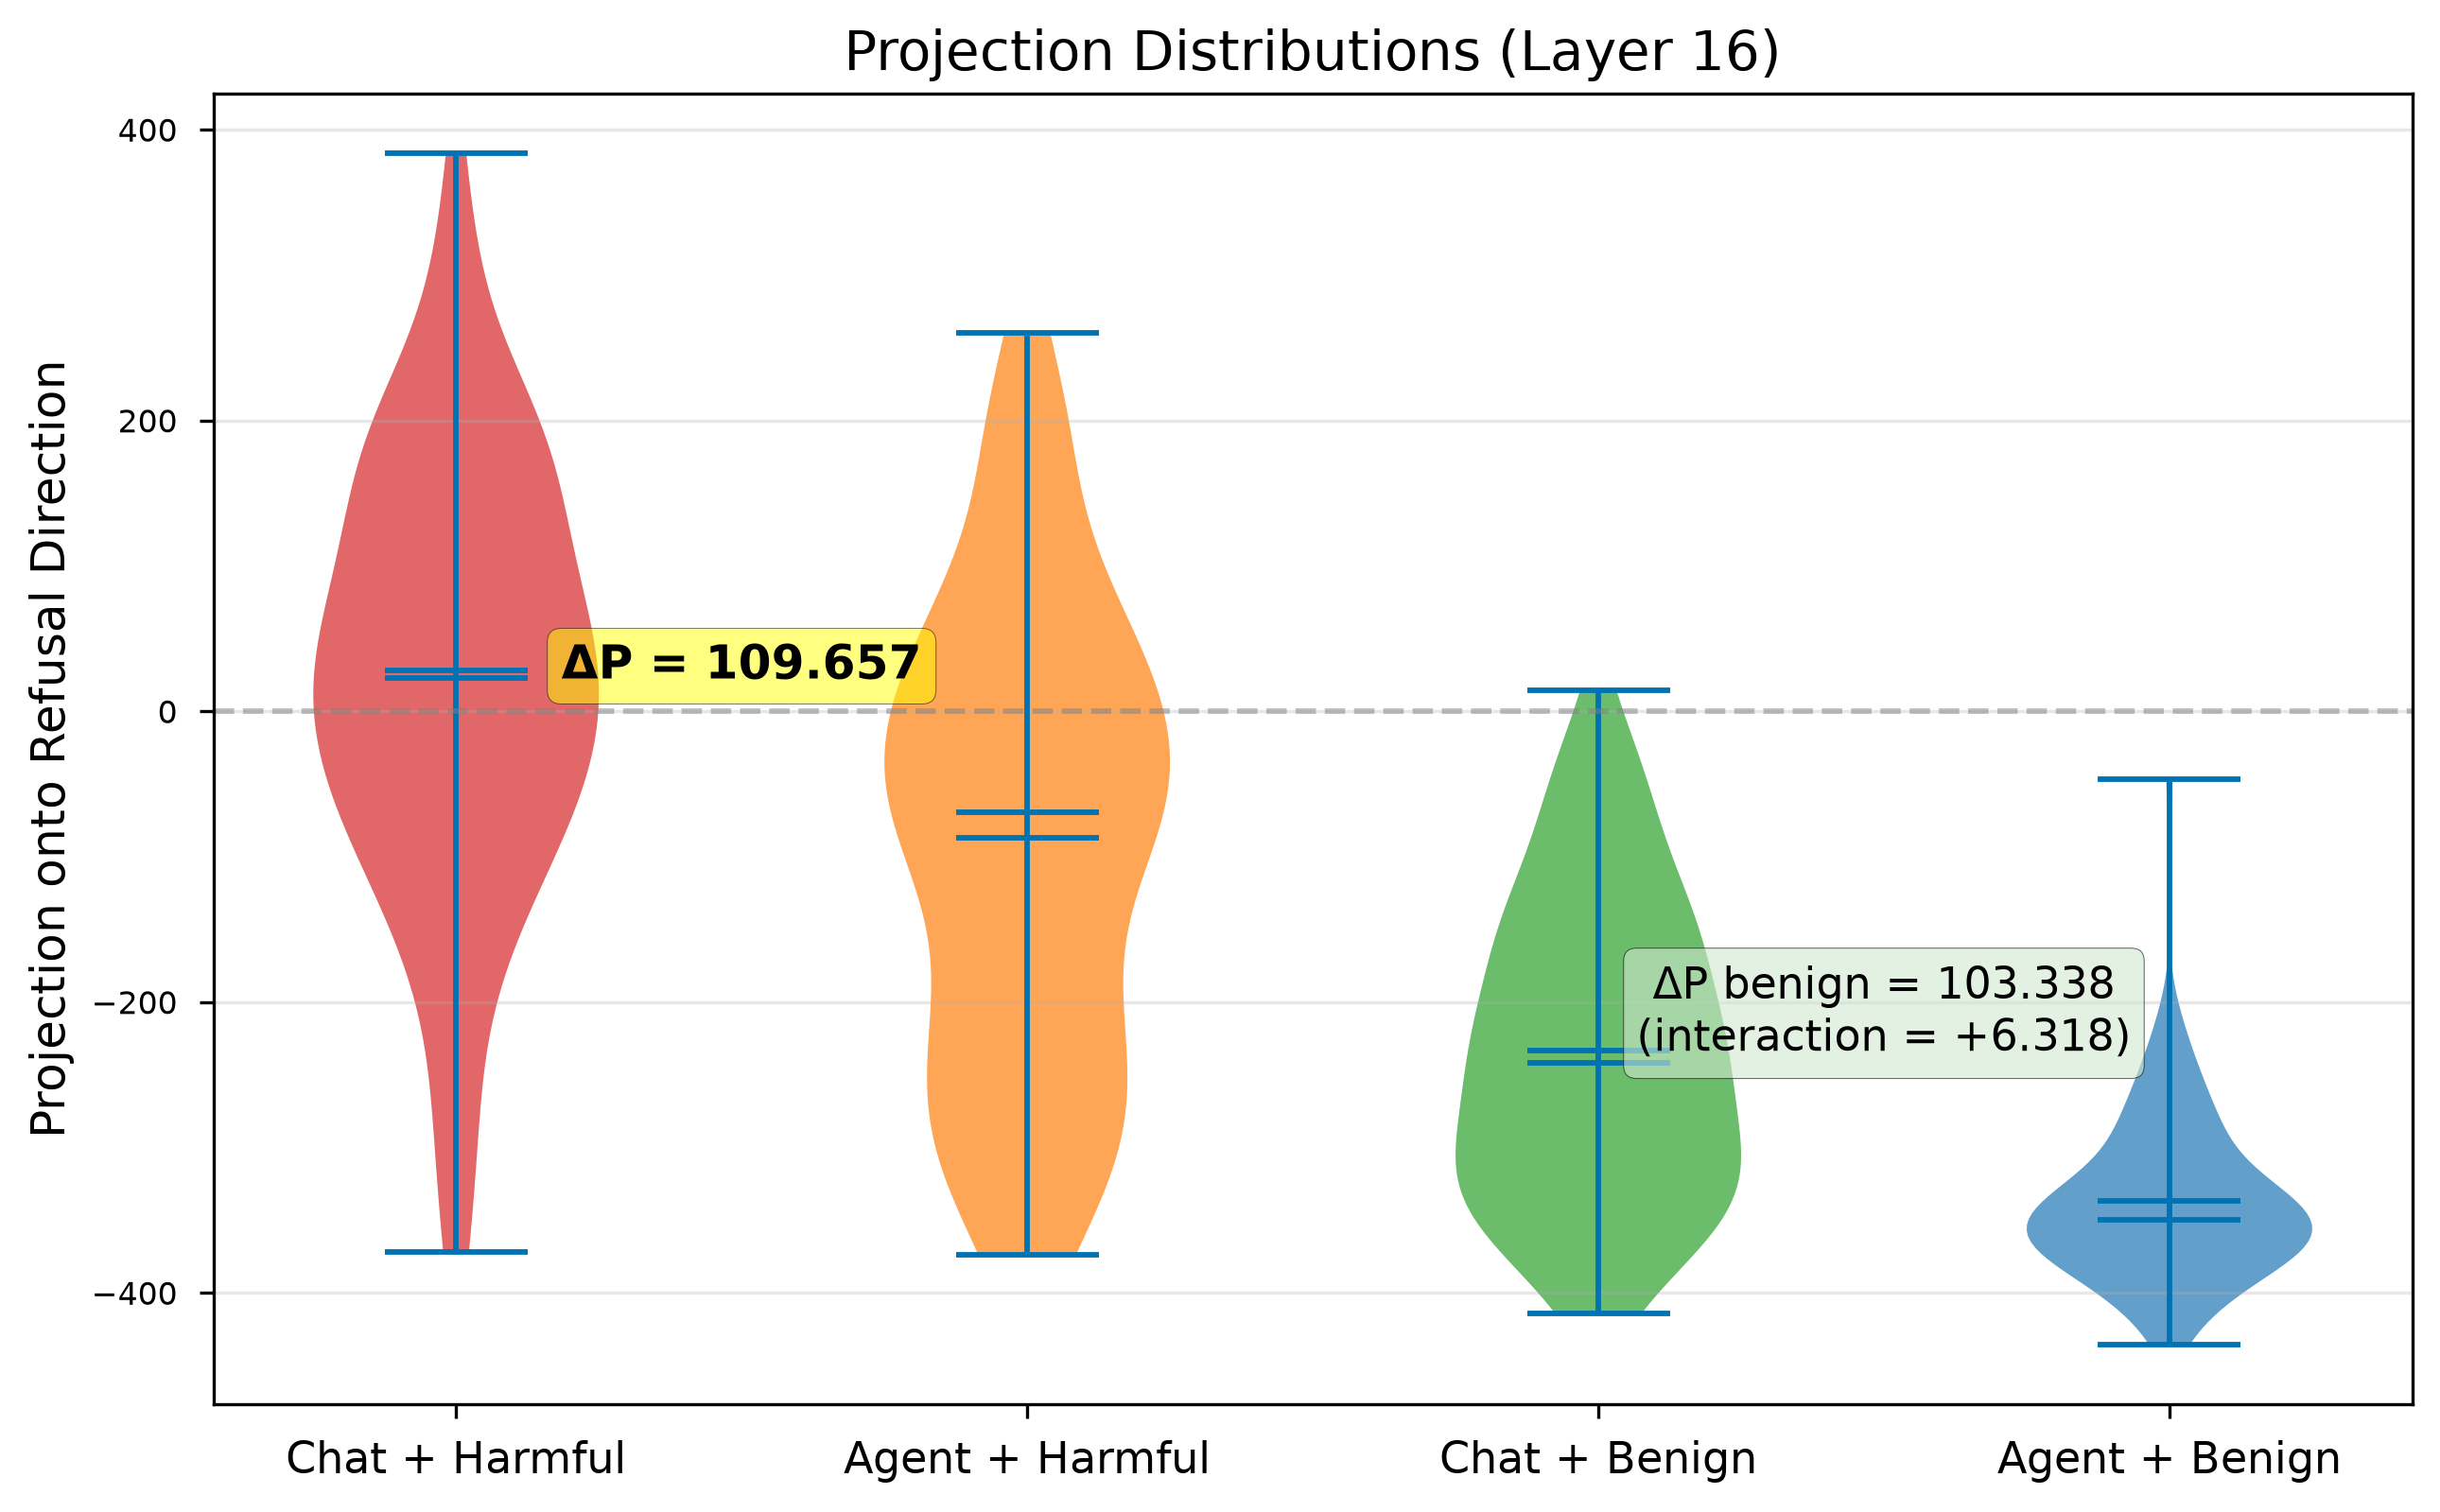 Projection Distributions (Layer 16)
Projection onto Refusal Direction
400
200
0
−200
−400
ΔP = 109.657
ΔP benign = 103.338
(interaction = +6.318)
Chat + Harmful
Agent + Harmful
Chat + Benign
Agent + Benign